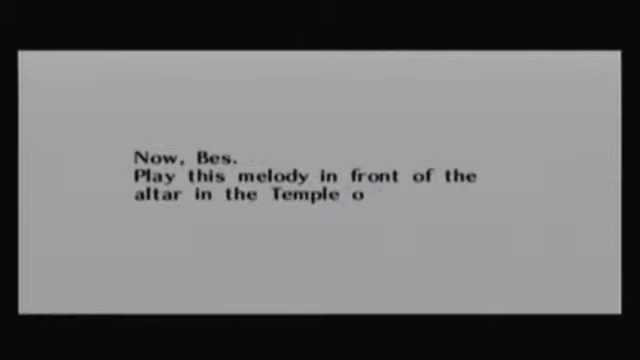 Now, Bes.
Play this melody in front of the
altar in the Temple o